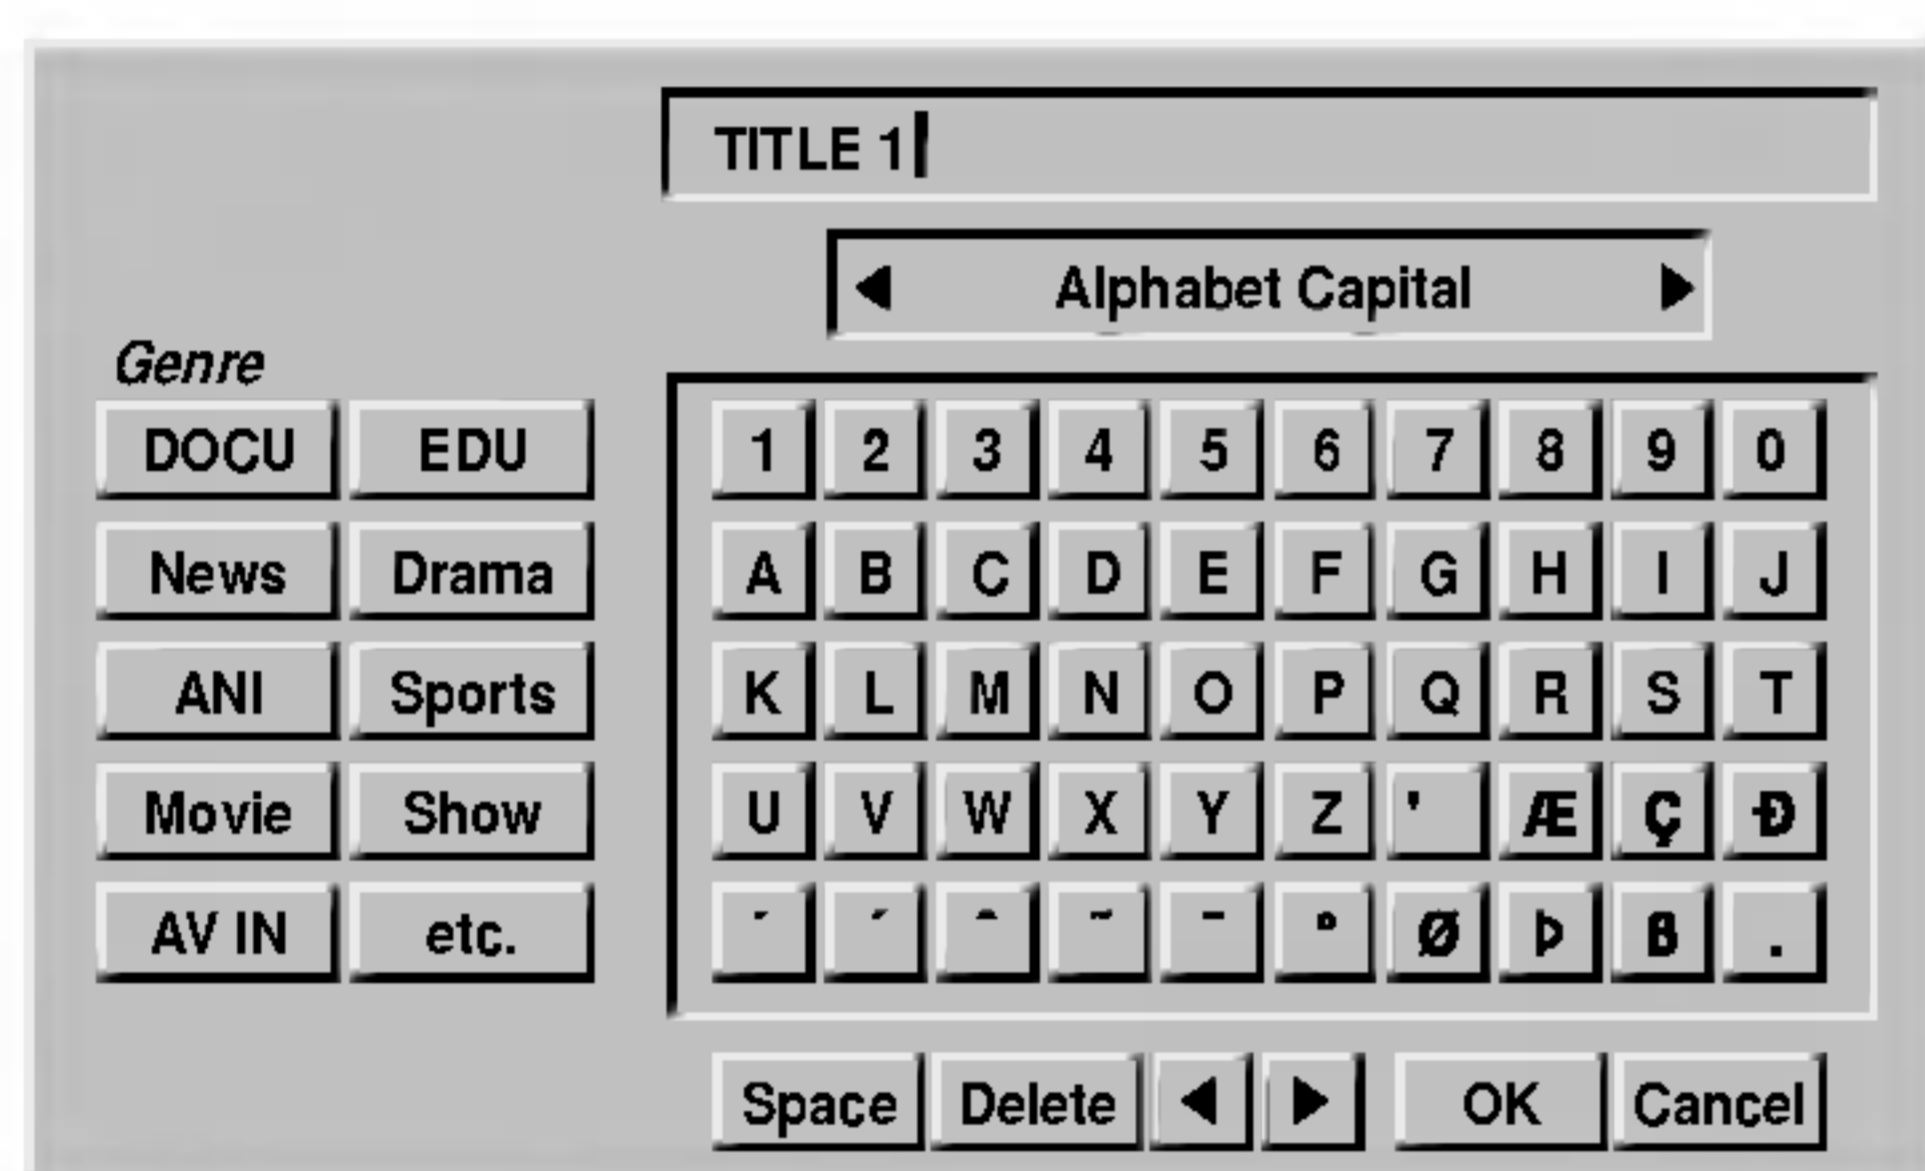 TITLE 1
◀ Alphabet Capital ▶
Genre
DOCU EDU 1 2 3 4 5 6 7 8 9 0
News Drama A B C D E F G H I J
ANI Sports K L M N O P Q R S T
Movie Show U V W X Y Z ' Æ Ç Đ
AV IN etc. ´ ˆ ˜ ¯ ° Ø Þ ß .
Space Delete ◀ ▶ OK Cancel